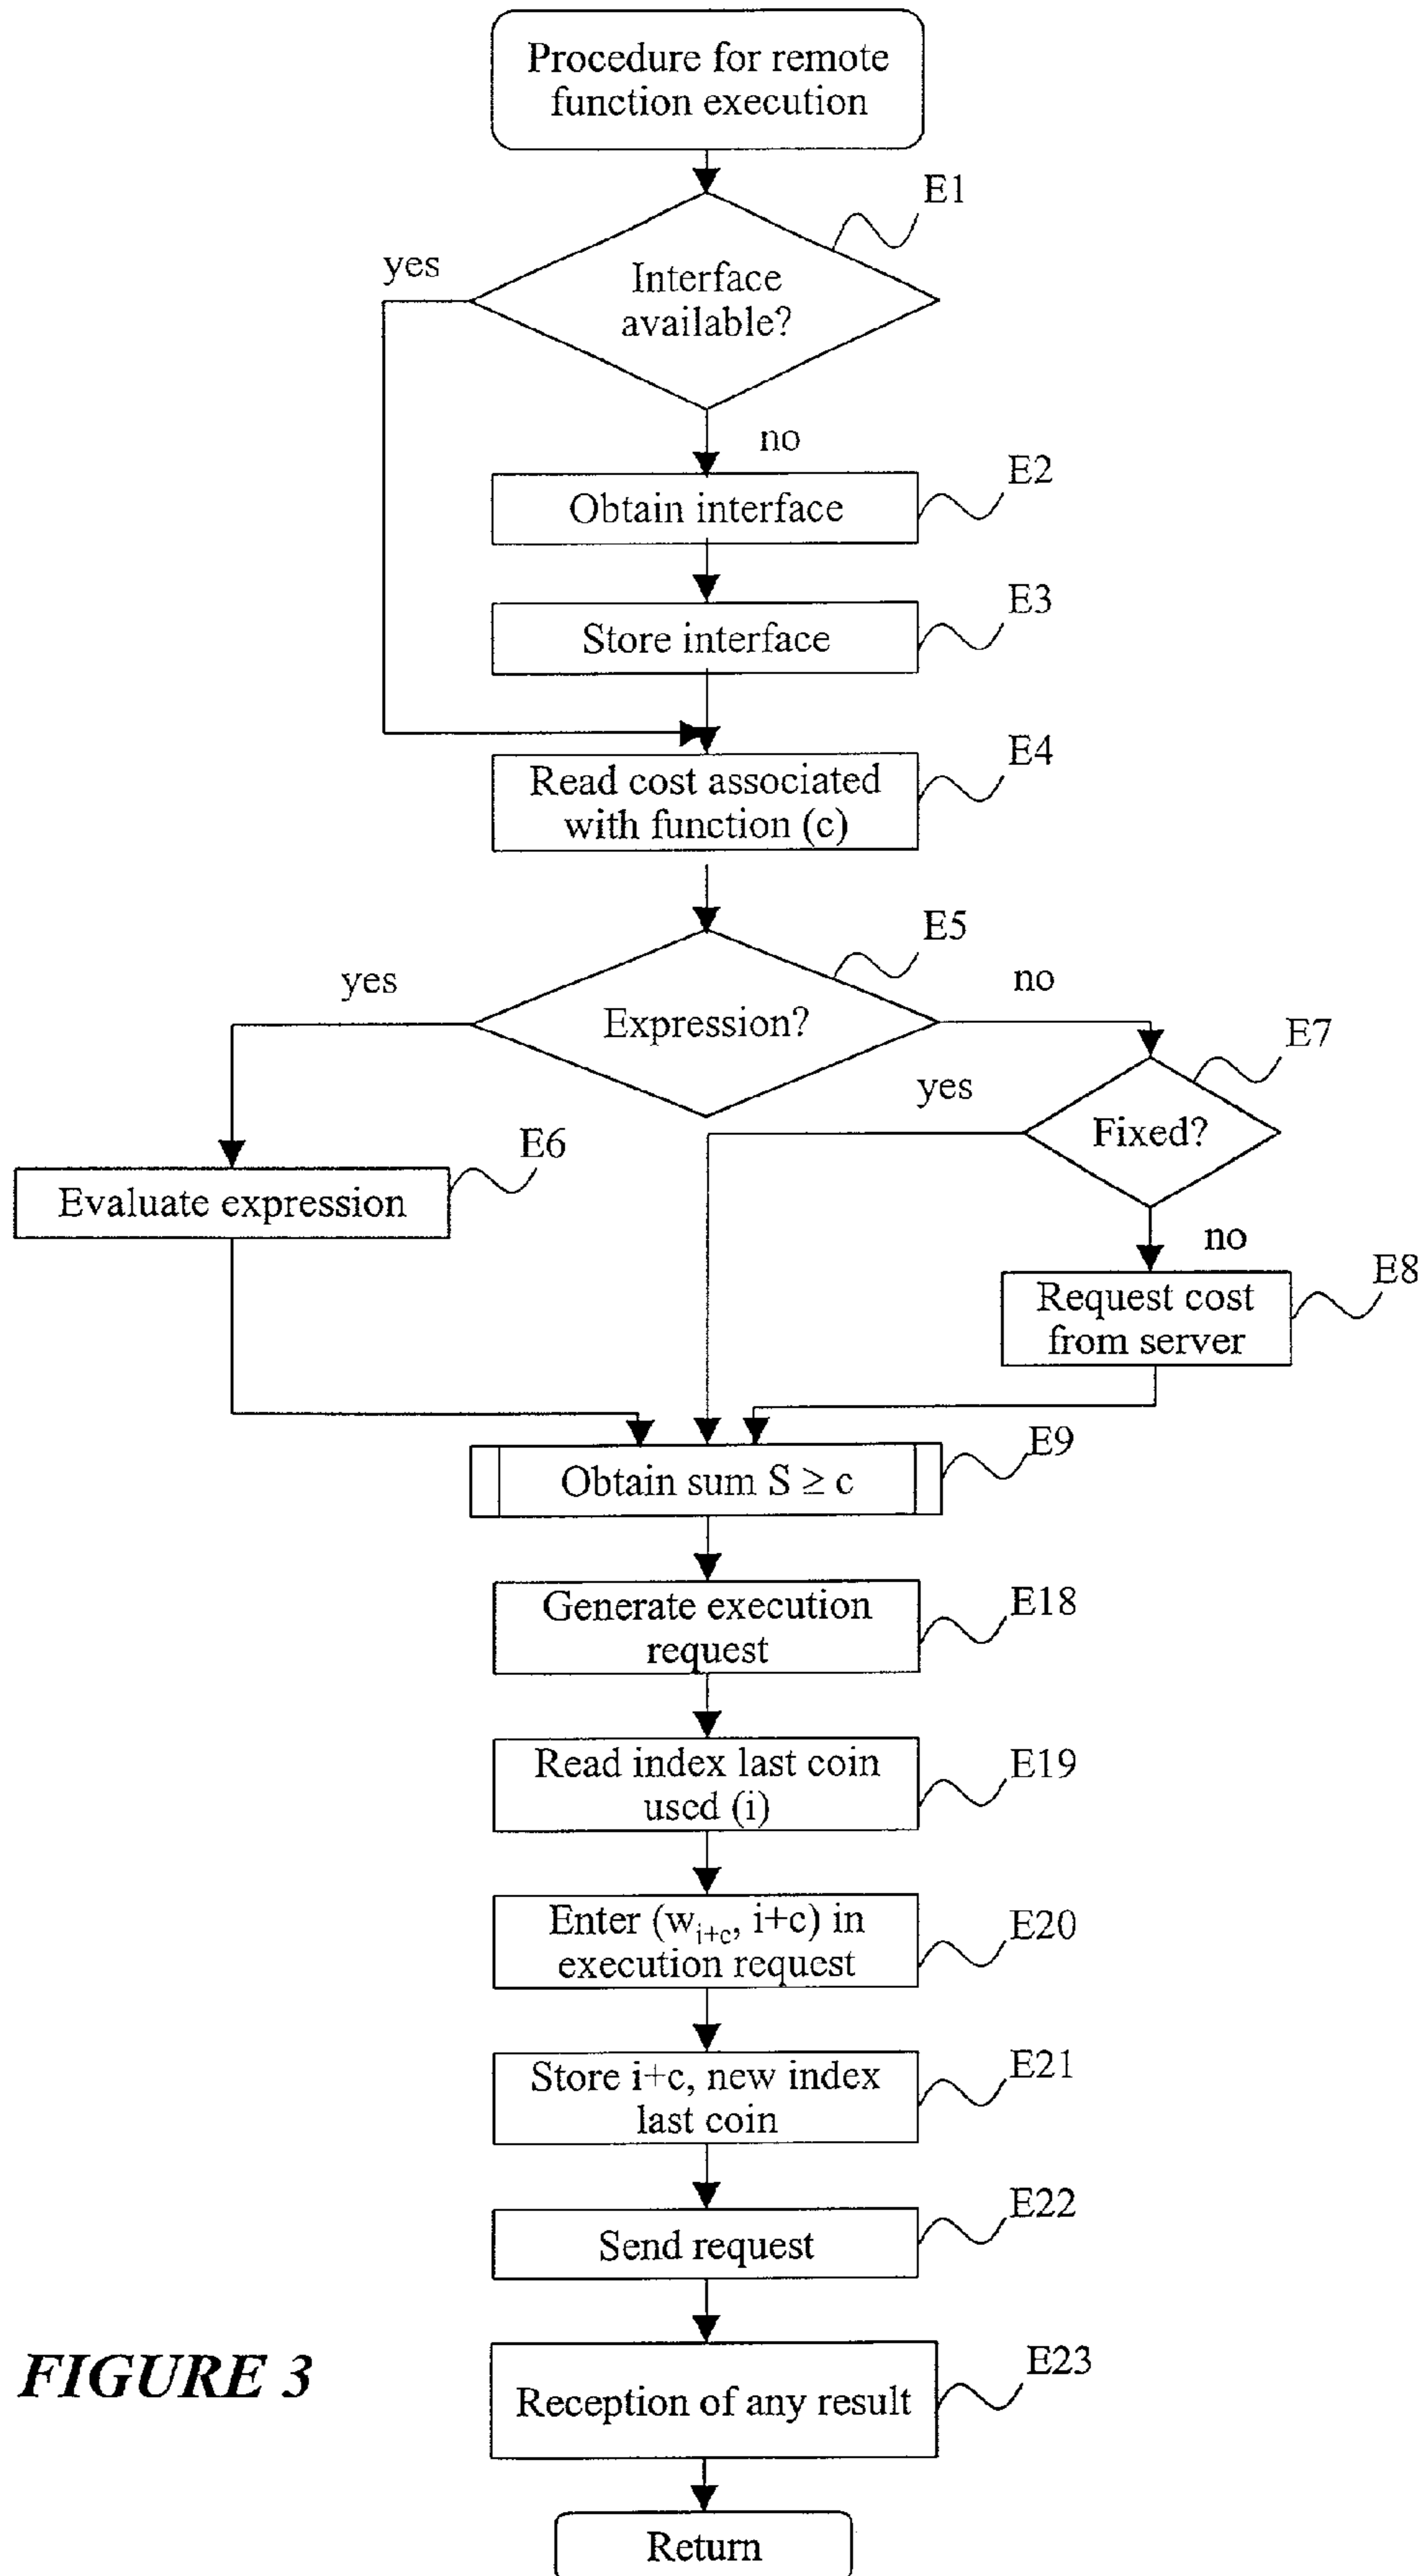 Procedure for remote
function execution
E1
yes
Interface
available?
no
E2
Obtain interface
E3
Store interface
E4
Read cost associated
with function (c)
E5
yes
no
Expression?
E7
yes
Fixed?
E6
Evaluate expression
no
E8
Request cost
from server
E9
Obtain sum S ≥ c
E18
Generate execution
request
E19
Read index last coin
used (i)
E20
Enter (w_{i+c}, i+c) in
execution request
E21
Store i+c, new index
last coin
E22
Send request
E23
FIGURE 3
Reception of any result
Return